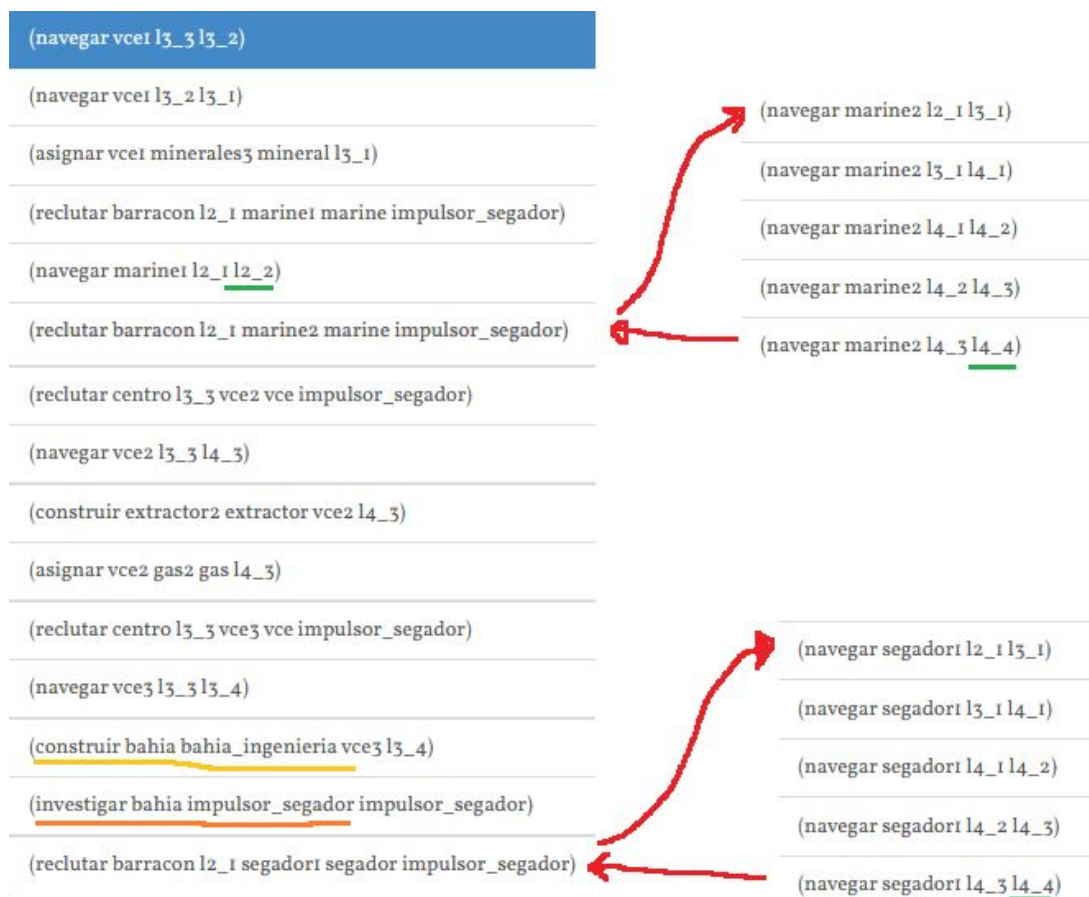 (navegar vce1 l3_3 l3_2)
(navegar vce1 l3_2 l3_1)
(asignar vce1 minerales3 mineral l3_1)
(reclutar barracon l2_1 marine1 marine impulsor_segador)
(navegar marine1 l2_1 l2_2)
(reclutar barracon l2_1 marine2 marine impulsor_segador)
(navegar marine2 l2_1 l3_1)
(navegar marine2 l3_1 l4_1)
(navegar marine2 l4_1 l4_2)
(navegar marine2 l4_2 l4_3)
(navegar marine2 l4_3 l4_4)
(reclutar centro l3_3 vce2 vce impulsor_segador)
(navegar vce2 l3_3 l4_3)
(construir extractor2 extractor vce2 l4_3)
(asignar vce2 gas2 gas l4_3)
(reclutar centro l3_3 vce3 vce impulsor_segador)
(navegar vce3 l3_3 l3_4)
(construir bahia bahia_ingenieria vce3 l3_4)
(investigar bahia impulsor_segador impulsor_segador)
(reclutar barracon l2_1 segador1 segador impulsor_segador)
(navegar segador1 l2_1 l3_1)
(navegar segador1 l3_1 l4_1)
(navegar segador1 l4_1 l4_2)
(navegar segador1 l4_2 l4_3)
(navegar segador1 l4_3 l4_4)